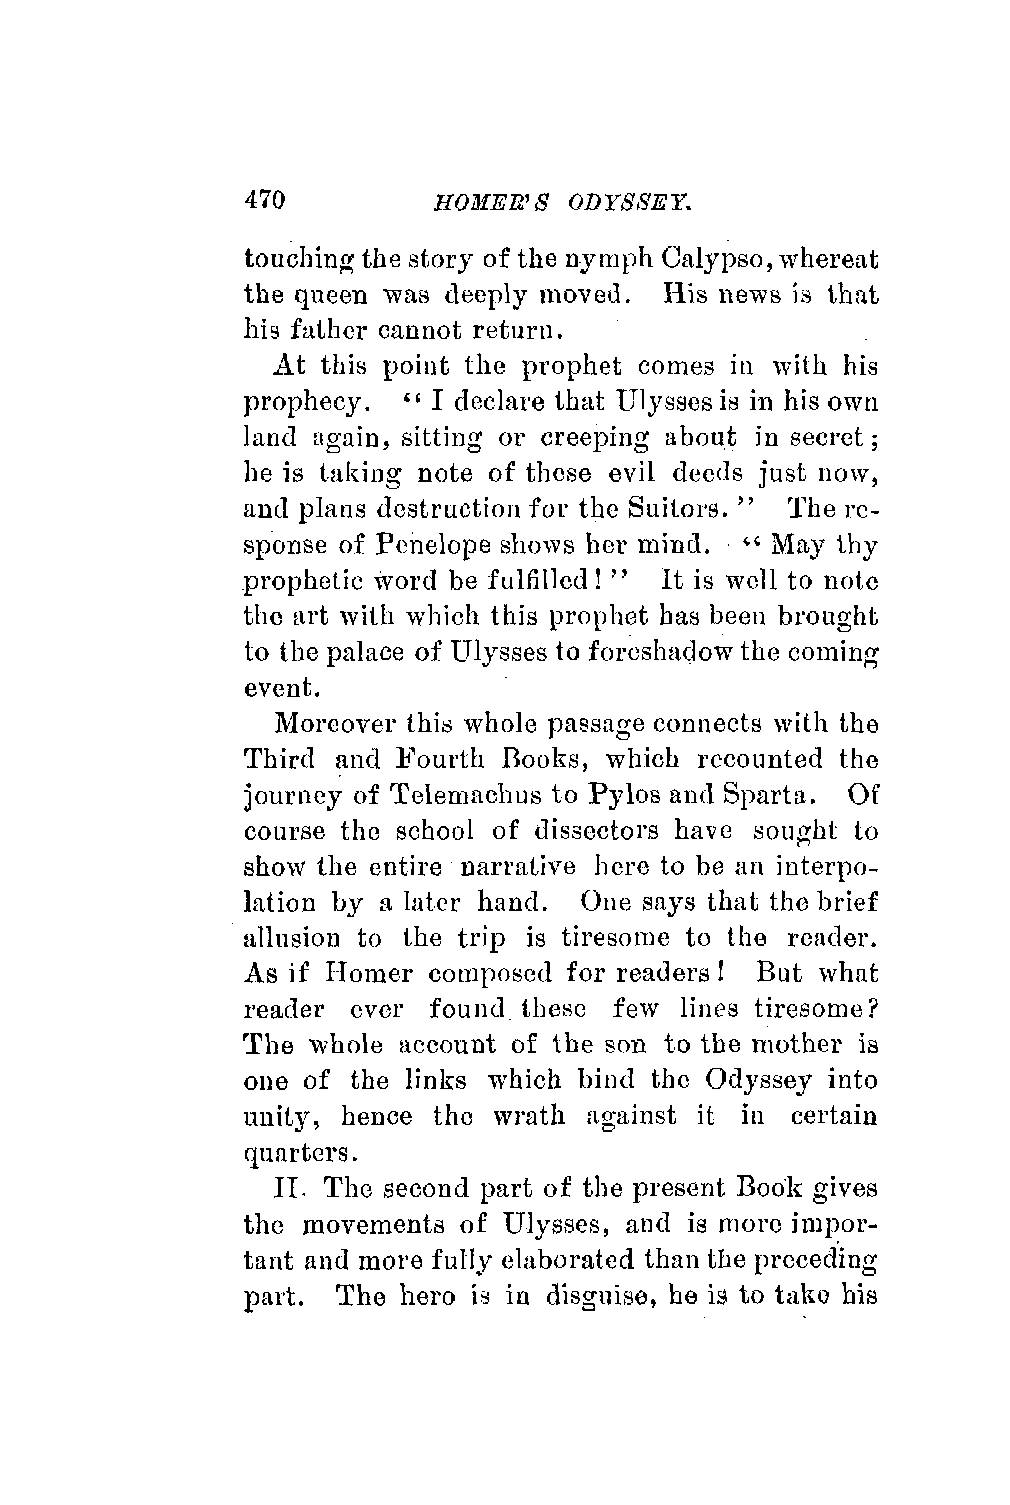 470 HOMER'S ODYSSEY.
touching the story of the nymph Calypso, whereat
the queen was deeply moved. His news is that
his father cannot return.
At this point the prophet comes in with his
prophecy. “ I declare that Ulysses is in his own
land again, sitting or creeping about in secret;
he is taking note of these evil deeds just now,
and plans destruction for the Suitors. ” The re-
sponse of Penelope shows her mind. “ May thy
prophetic word be fulfilled! ” It is well to note
the art with which this prophet has been brought
to the palace of Ulysses to foreshadow the coming
event.
Moreover this whole passage connects with the
Third and Fourth Books, which recounted the
journey of Telemachus to Pylos and Sparta. Of
course the school of dissectors have sought to
show the entire narrative here to be an interpo-
lation by a later hand. One says that the brief
allusion to the trip is tiresome to the reader.
As if Homer composed for readers! But what
reader ever found these few lines tiresome?
The whole account of the son to the mother is
one of the links which bind the Odyssey into
unity, hence the wrath against it in certain
quarters.
II. The second part of the present Book gives
the movements of Ulysses, and is more impor-
tant and more fully elaborated than the preceding
part. The hero is in disguise, he is to take his